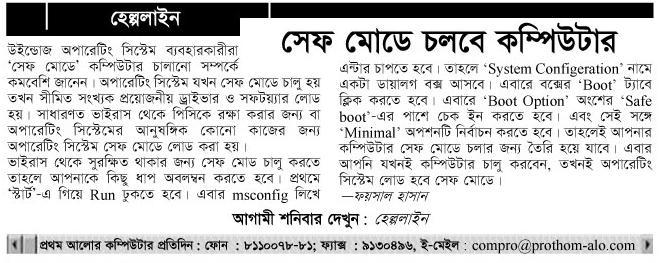 হেল্পলাইন
সেফ মোডে চলবে কম্পিউটার
উইন্ডোজ অপারেটিং সিস্টেম ব্যবহারকারীরা
‘সেফ মোডে’ কম্পিউটার চালানো সম্পর্কে
কমবেশি জানেন। অপারেটিং সিস্টেম যখন সেফ মোডে চালু হয়
তখন সীমিত সংখ্যক প্রয়োজনীয় ড্রাইভার ও সফটয়্যার লোড
হয়। সাধারণত ভাইরাস থেকে পিসিকে রক্ষা করার জন্য বা
অপারেটিং সিস্টেমের আনুষঙ্গিক কোনো কাজের জন্য
অপারেটিং সিস্টেম সেফ মোডে লোড করা হয়।
ভাইরাস থেকে সুরক্ষিত থাকার জন্য সেফ মোড চালু করতে
তাহলে আপনাকে কিছু ধাপ অবলম্বন করতে হবে। প্রথমে
‘স্টার্ট’-এ গিয়ে Run ঢুকতে হবে। এবার msconfig লিখে
এন্টার চাপতে হবে। তাহলে ‘System Configeration’ নামে
একটা ডায়ালগ বক্স আসবে। এবারে বক্সের ‘Boot’ ট্যাবে
ক্লিক করতে হবে। এবারে ‘Boot Option’ অংশের ‘Safe
boot’-এর পাশে চেক ইন করতে হবে। এবং সেই সঙ্গে
‘Minimal’ অপশনটি নির্বাচন করতে হবে। তাহলেই আপনার
কম্পিউটার সেফ মোডে চলার জন্য তৈরি হয়ে যাবে। এবার
আপনি যখনই কম্পিউটার চালু করবেন, তখনই অপারেটিং
সিস্টেম লোড হবে সেফ মোডে।
—ফয়সাল হাসান
আগামী শনিবার দেখুন : হেল্পলাইন
প্রথম আলোর কম্পিউটার প্রতিদিন : ফোন : ৮১১০০৭৮-৮১; ফ্যাক্স : ৯১৩০৪৯৬, ই-মেইল : compro@prothom-alo.com